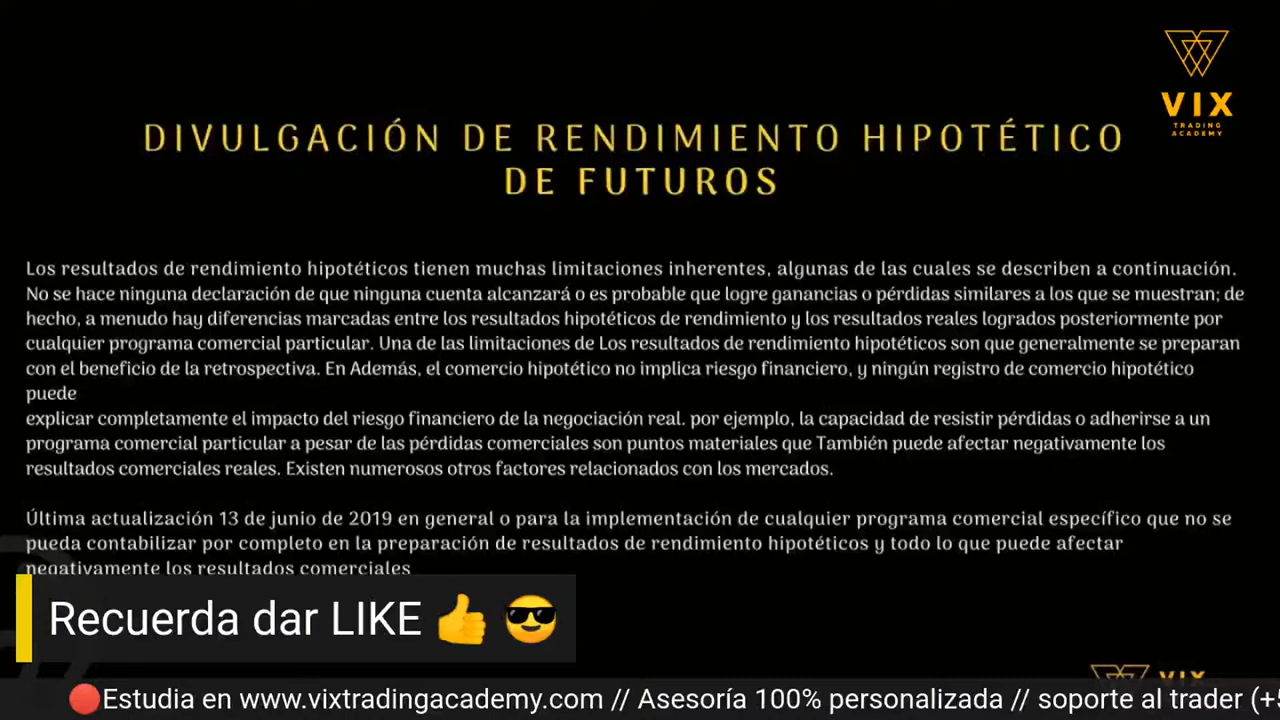 VIX
TRADING
ACADEMY
DIVULGACIÓN DE RENDIMIENTO HIPOTÉTICO
DE FUTUROS
Los resultados de rendimiento hipotéticos tienen muchas limitaciones inherentes, algunas de las cuales se describen a continuación.
No se hace ninguna declaración de que ninguna cuenta alcanzará o es probable que logre ganancias o pérdidas similares a los que se muestran; de
hecho, a menudo hay diferencias marcadas entre los resultados hipotéticos de rendimiento y los resultados reales logrados posteriormente por
cualquier programa comercial particular. Una de las limitaciones de Los resultados de rendimiento hipotéticos son que generalmente se preparan
con el beneficio de la retrospectiva. En Además, el comercio hipotético no implica riesgo financiero, y ningún registro de comercio hipotético
puede
explicar completamente el impacto del riesgo financiero de la negociación real. por ejemplo, la capacidad de resistir pérdidas o adherirse a un
programa comercial particular a pesar de las pérdidas comerciales son puntos materiales que También puede afectar negativamente los
resultados comerciales reales. Existen numerosos otros factores relacionados con los mercados.
Última actualización 13 de junio de 2019 en general o para la implementación de cualquier programa comercial específico que no se
pueda contabilizar por completo en la preparación de resultados de rendimiento hipotéticos y todo lo que puede afectar
negativamente los resultados comerciales
Recuerda dar LIKE 👍 😎
VIX
🔴Estudia en www.vixtradingacademy.com // Asesoría 100% personalizada // soporte al trader (+5